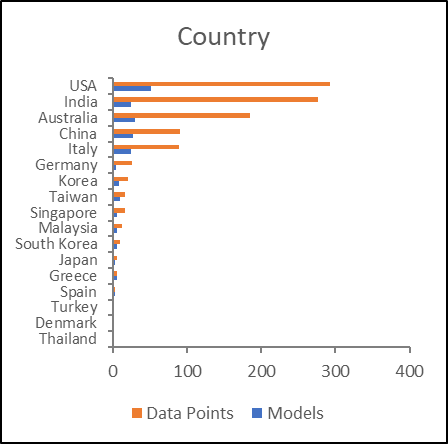 Country
USA
India
Australia
China
Italy
Germany
Korea
Taiwan
Singapore
Malaysia
South Korea
Japan
Greece
Spain
Turkey
Denmark
Thailand
0 100 200 300 400
Data Points Models